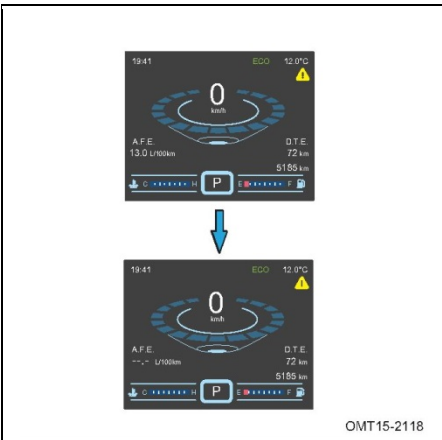 19:41 ECO 12.0°C
0
km/h
A.F.E. D.T.E.
13.0 L/100km 72 km
5185 km
C H P E F
19:41 ECO 12.0°C
0
km/h
A.F.E. D.T.E.
--.- L/100km 72 km
5185 km
C H P E F
OMT15-2118